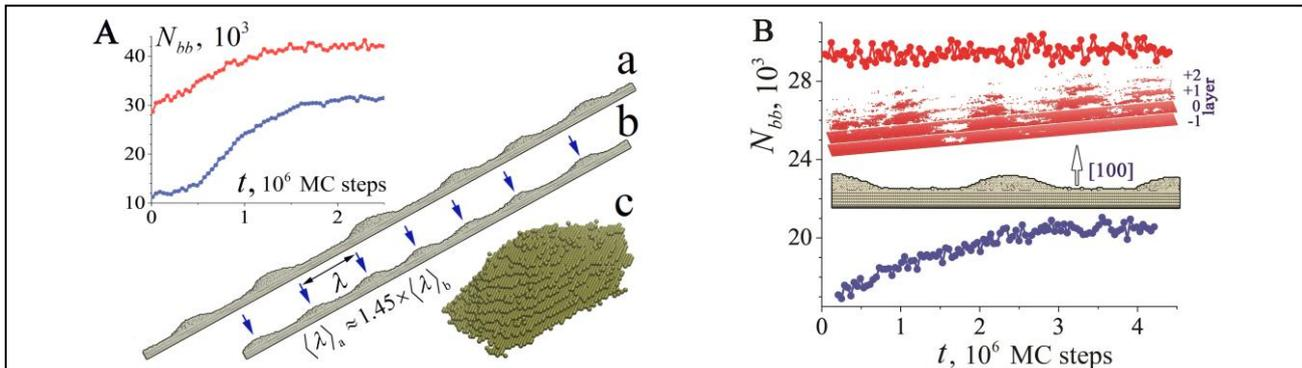 A
N_bb, 10^3
40
30
20
10
0
1
2
t, 10^6 MC steps
a
b
c
λ
⟨λ⟩_a ≈ 1.45 × ⟨λ⟩_b
B
N_bb, 10^3
28
24
20
+2
+1
0
-1
layer
[100]
0
1
2
3
4
t, 10^6 MC steps